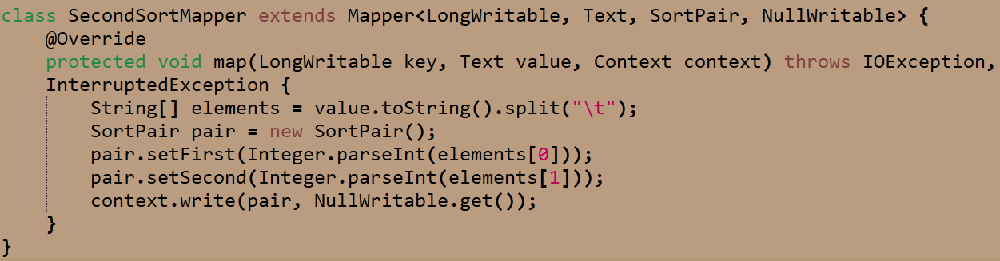 class SecondSortMapper extends Mapper<LongWritable, Text, SortPair, NullWritable> {
    @Override
    protected void map(LongWritable key, Text value, Context context) throws IOException,
    InterruptedException {
        String[] elements = value.toString().split("\t");
        SortPair pair = new SortPair();
        pair.setFirst(Integer.parseInt(elements[0]));
        pair.setSecond(Integer.parseInt(elements[1]));
        context.write(pair, NullWritable.get());
    }
}